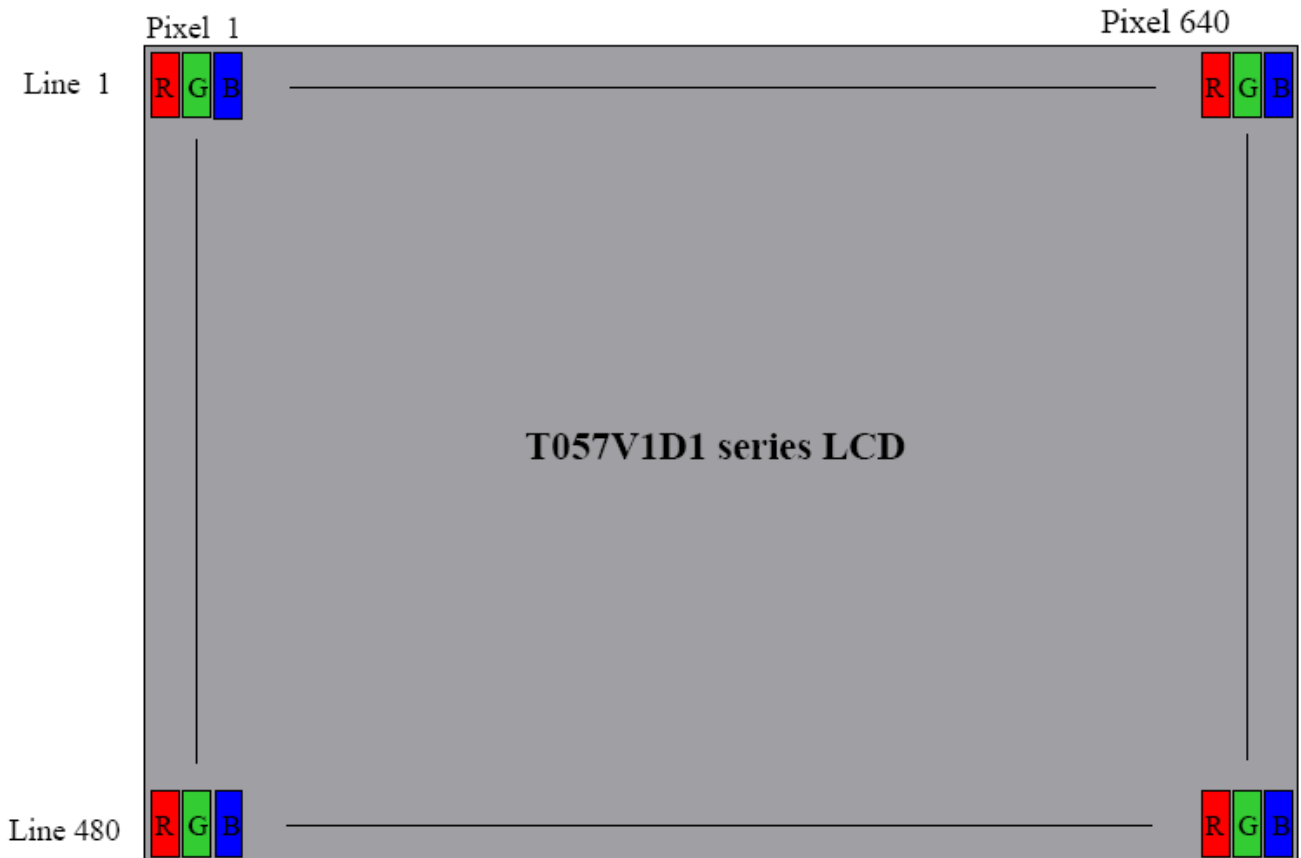 Pixel 1
Pixel 640
Line 1
R G B
R G B
T057V1D1 series LCD
Line 480
R G B
R G B